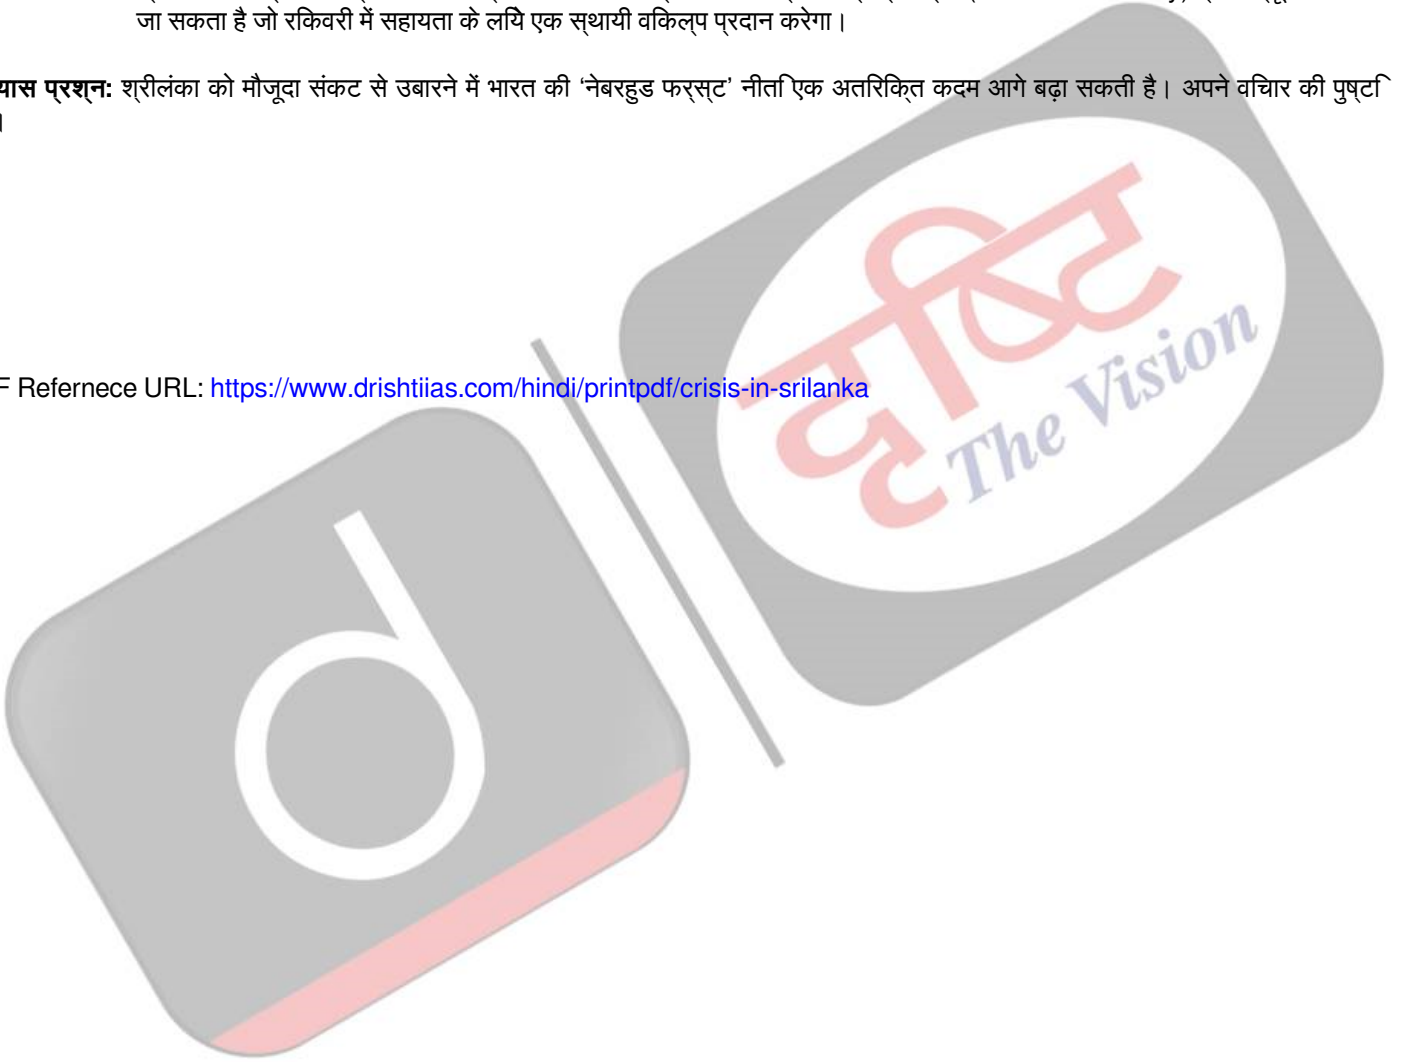 जा सकता है जो रिकवरी में सहायता के लिये एक स्थायी विकल्प प्रदान करेगा।
यास प्रश्न: श्रीलंका को मौजूदा संकट से उबारने में भारत की ‘नेबरहुड फर्स्ट’ नीति एक अतिरिक्त कदम आगे बढ़ा सकती है। अपने विचार की पुष्टि
।
F Refernece URL: https://www.drishtiias.com/hindi/printpdf/crisis-in-srilanka
दृष्टि
The Vision
d